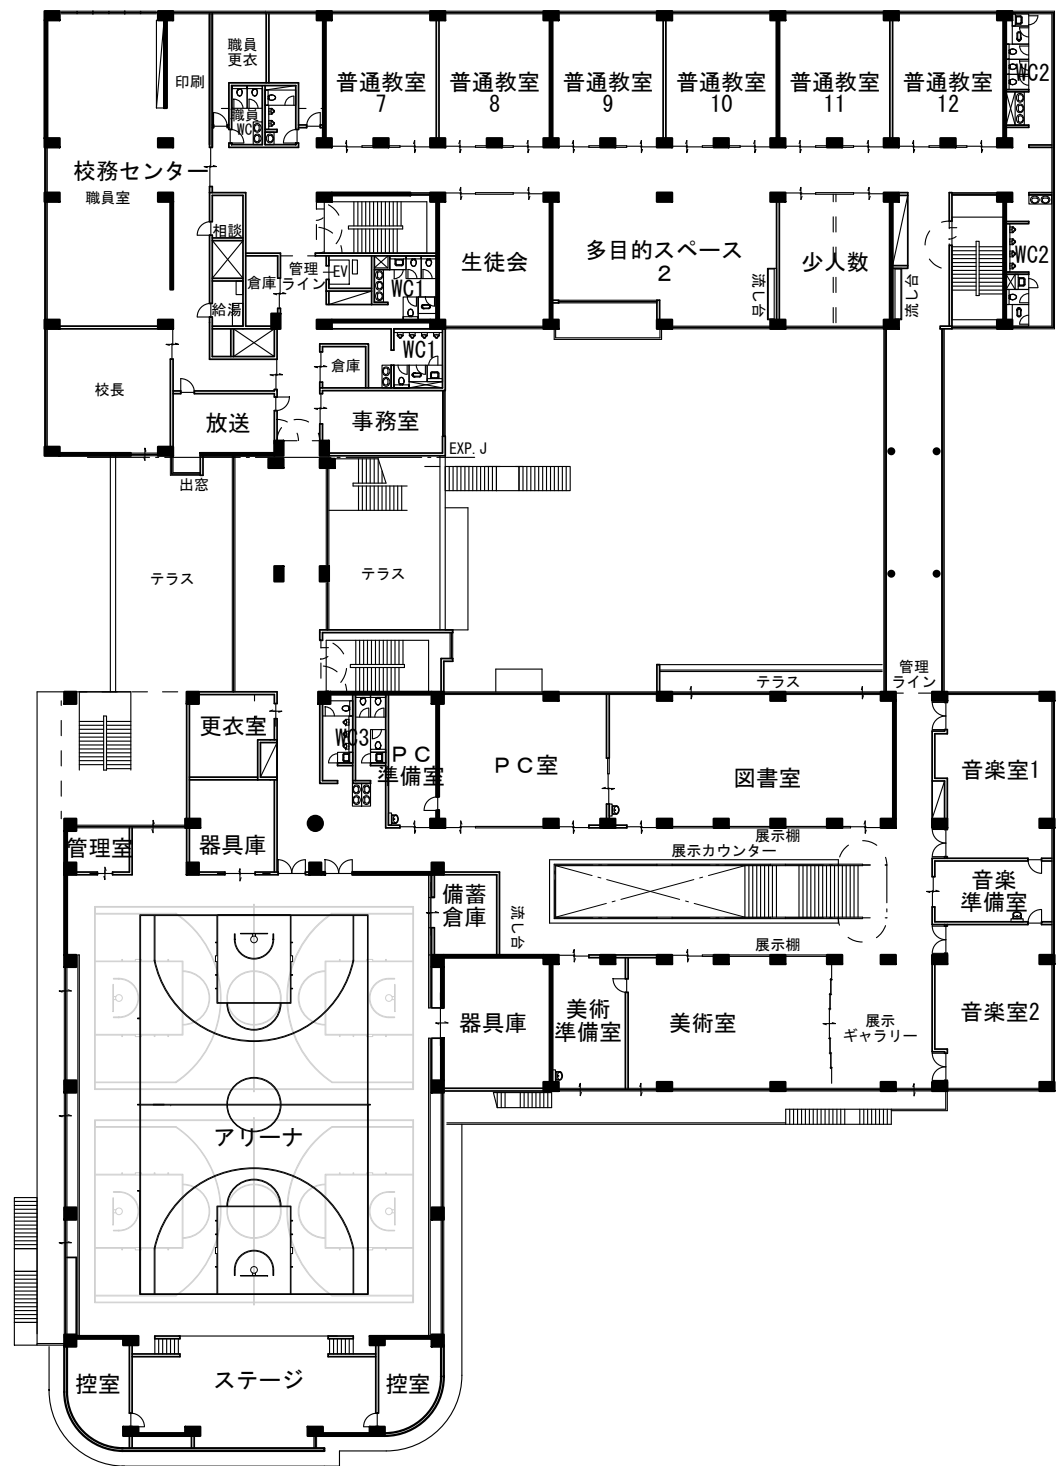 職員
更衣
印刷
普通教室
7
普通教室
8
普通教室
9
普通教室
10
普通教室
11
普通教室
12
WC2
職員
WC
校務センター
職員室
相談
倉庫
管理
ライン
EV
WC1
給湯
生徒会
多目的スペース
2
流し台
少人数
流し台
WC2
校長
放送
倉庫
WC1
事務室
EXP.J
出窓
テラス
テラス
テラス
管理
ライン
更衣室
WC3
PC
準備室
PC室
図書室
音楽室1
管理室
器具庫
展示棚
展示カウンター
備蓄
倉庫
流し台
音楽
準備室
展示棚
器具庫
美術
準備室
美術室
展示
ギャラリー
音楽室2
アリーナ
控室
ステージ
控室